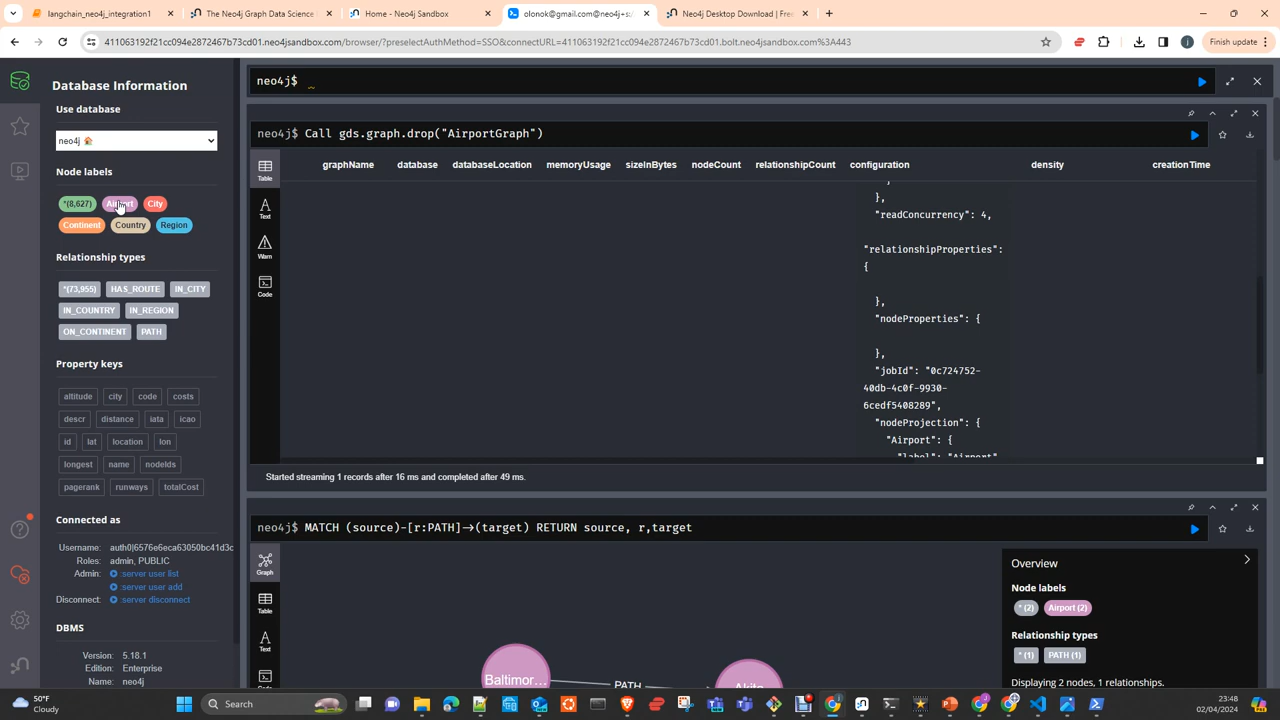 langchain_neo4j_integration1
The Neo4j Graph Data Science
Home - Neo4j Sandbox
olonok@gmail.com@neo4j+s:/
Neo4j Desktop Download | Free
411063192f21cc094e2872467b73cd01.neo4jsandbox.com/browser/?preselectAuthMethod=SSO&connectURL=411063192f21cc094e2872467b73cd01.bolt.neo4jsandbox.com%3A443
Finish update
Database Information
Use database
neo4j
Node labels
*(8,627) Airport City
Continent Country Region
Relationship types
*(73,955) HAS_ROUTE IN_CITY
IN_COUNTRY IN_REGION
ON_CONTINENT PATH
Property keys
altitude city code costs
descr distance iata icao
id lat location lon
longest name nodeIds
pagerank runways totalCost
Connected as
Username: auth0|6576e6eca63050bc41d3c
Roles: admin, PUBLIC
Admin: :server user list
:server user add
Disconnect: :server disconnect
DBMS
Version: 5.18.1
Edition: Enterprise
Name: neo4j
neo4j$ _
neo4j$ Call gds.graph.drop("AirportGraph")
Table
Text
Warn
Code
graphName database databaseLocation memoryUsage sizeInBytes nodeCount relationshipCount configuration density creationTime
},
"readConcurrency": 4,
"relationshipProperties":
{
},
"nodeProperties": {
},
"jobId": "0c724752-
40db-4c0f-9930-
6cedf5408289",
"nodeProjection": {
"Airport": {
"label": "Airport"
Started streaming 1 records after 16 ms and completed after 49 ms.
neo4j$ MATCH (source)-[r:PATH]→(target) RETURN source, r,target
Graph
Table
Text
Code
Baltimor...
PATH
Akita
Overview
Node labels
* (2) Airport (2)
Relationship types
* (1) PATH (1)
Displaying 2 nodes, 1 relationships.
50°F
Cloudy
Search
23:48
02/04/2024